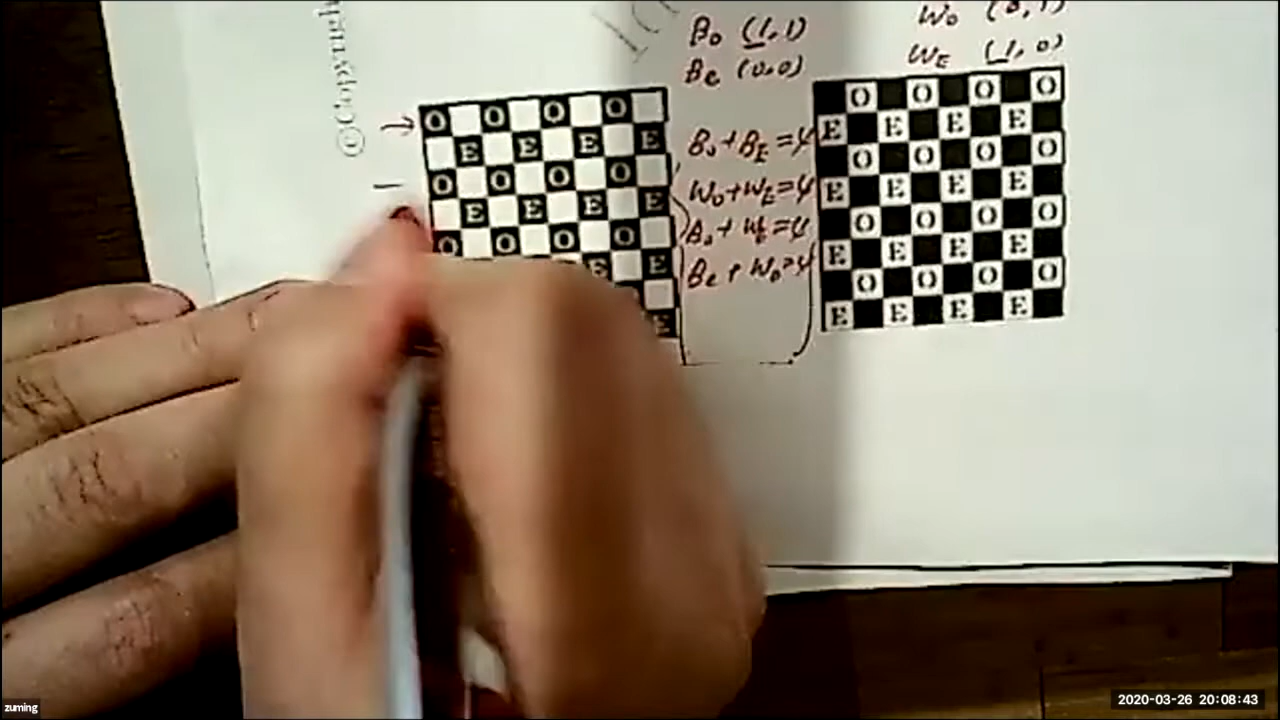 ©Copyright
Bo (1,1)
Be (0,0)
Wo (0,1)
WE (1,0)
Bo + BE = 4
Wo + WE = 4
Bo + WE = 4
Be + Wo = 4
O O O O
E E E E
O O O O
E E E E
O O O O
E E
E
O O O O
E E E E
O O O O
E E E E
O O O O
E E E E
O O O O
E E E E
zuming
2020-03-26 20:08:43